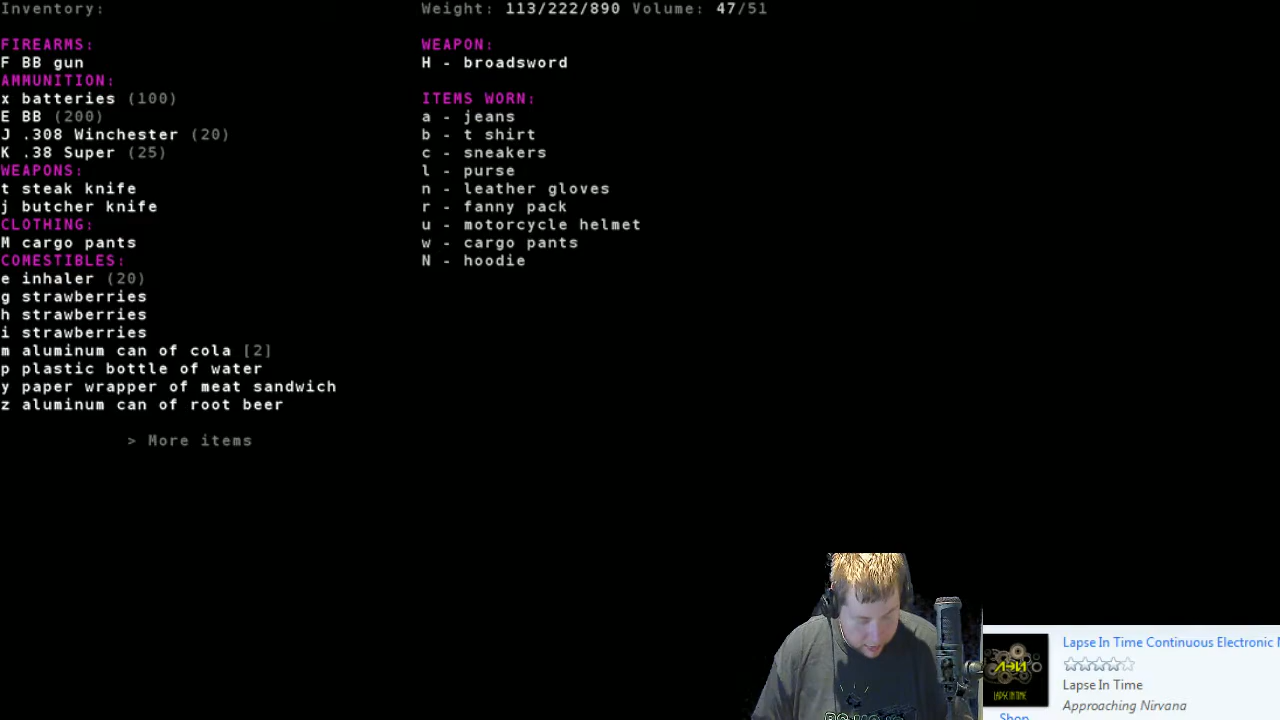 Inventory:
Weight: 113/222/890 Volume: 47/51
FIREARMS:
F BB gun
AMMUNITION:
x batteries (100)
E BB (200)
J .308 Winchester (20)
K .38 Super (25)
WEAPONS:
t steak knife
j butcher knife
CLOTHING:
M cargo pants
COMESTIBLES:
e inhaler (20)
g strawberries
h strawberries
i strawberries
m aluminum can of cola [2]
p plastic bottle of water
y paper wrapper of meat sandwich
z aluminum can of root beer
> More items
WEAPON:
H - broadsword
ITEMS WORN:
a - jeans
b - t shirt
c - sneakers
l - purse
n - leather gloves
r - fanny pack
u - motorcycle helmet
w - cargo pants
N - hoodie
LAPSE IN TIME
Lapse In Time Continuous Electronic
Lapse In Time
Approaching Nirvana
Shop